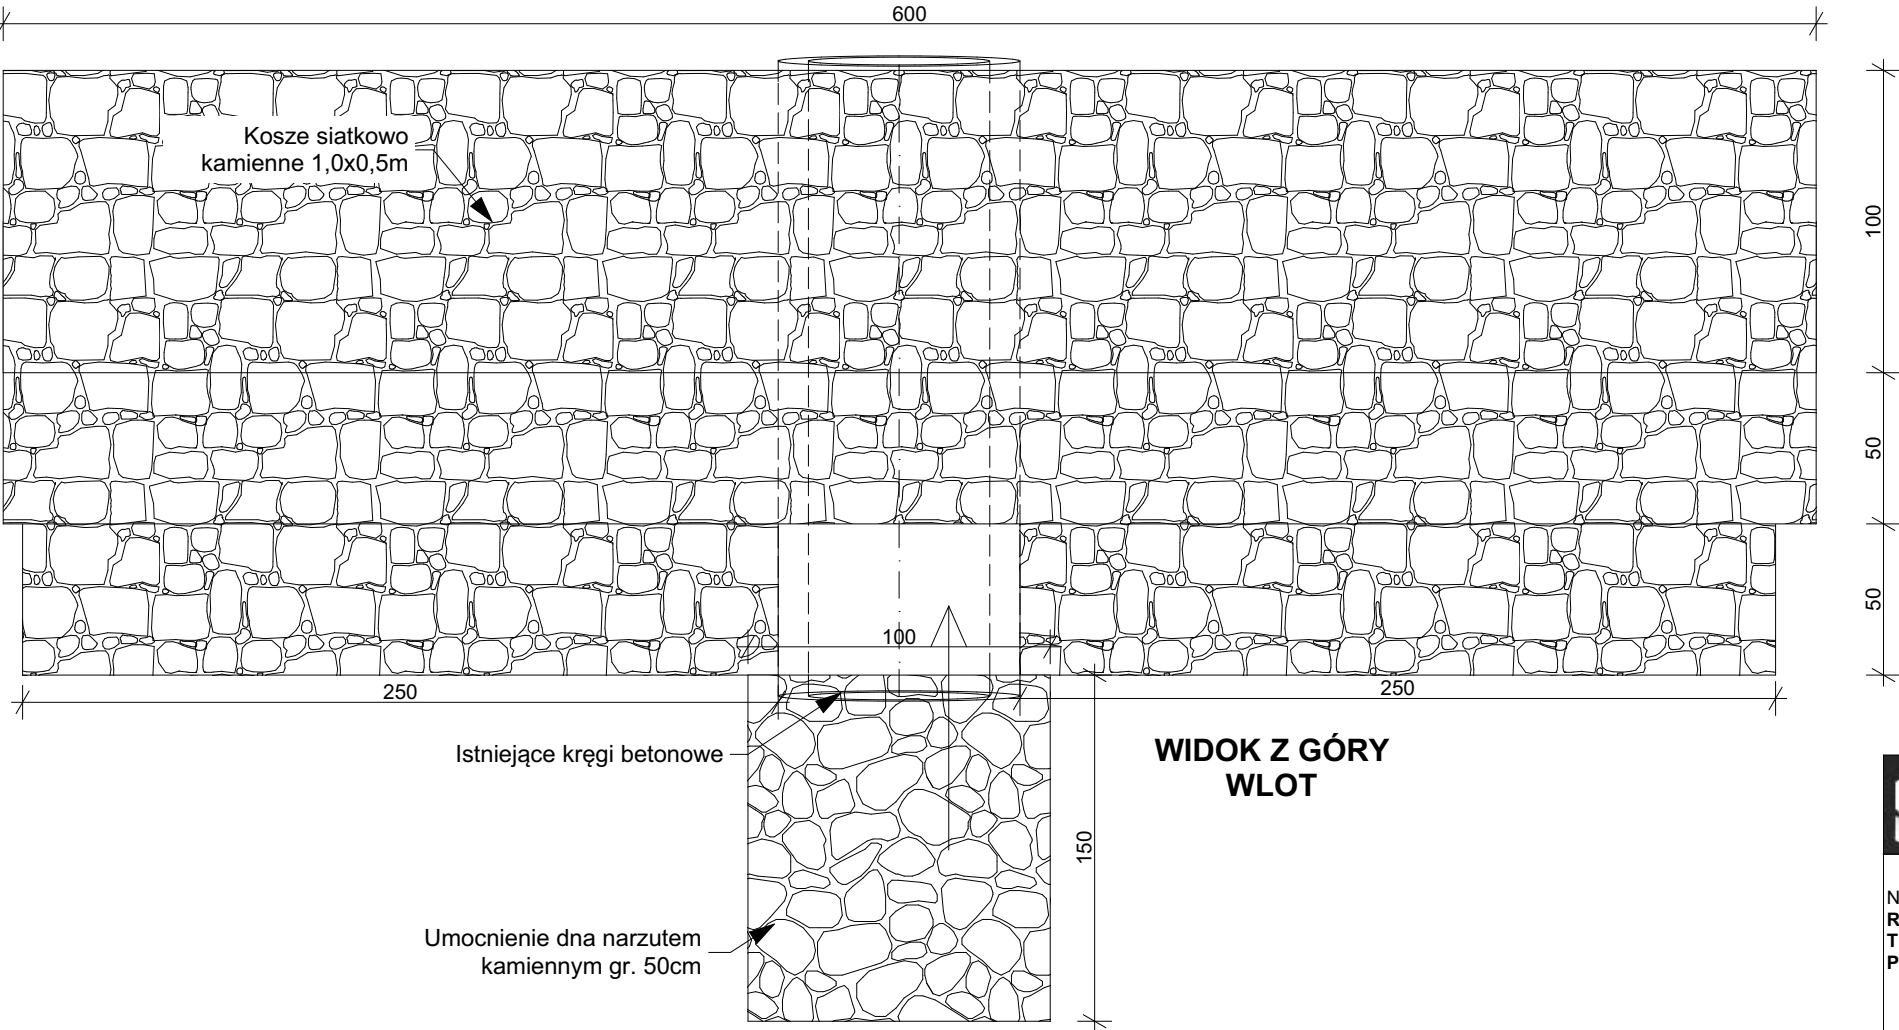 600
Kosze siatkowo
kamienne 1,0x0,5m
100
50
50
100
250
250
Istniejące kręgi betonowe
WIDOK Z GÓRY
WLOT
150
Umocnienie dna narzutem
kamiennym gr. 50cm
N
R
T
P